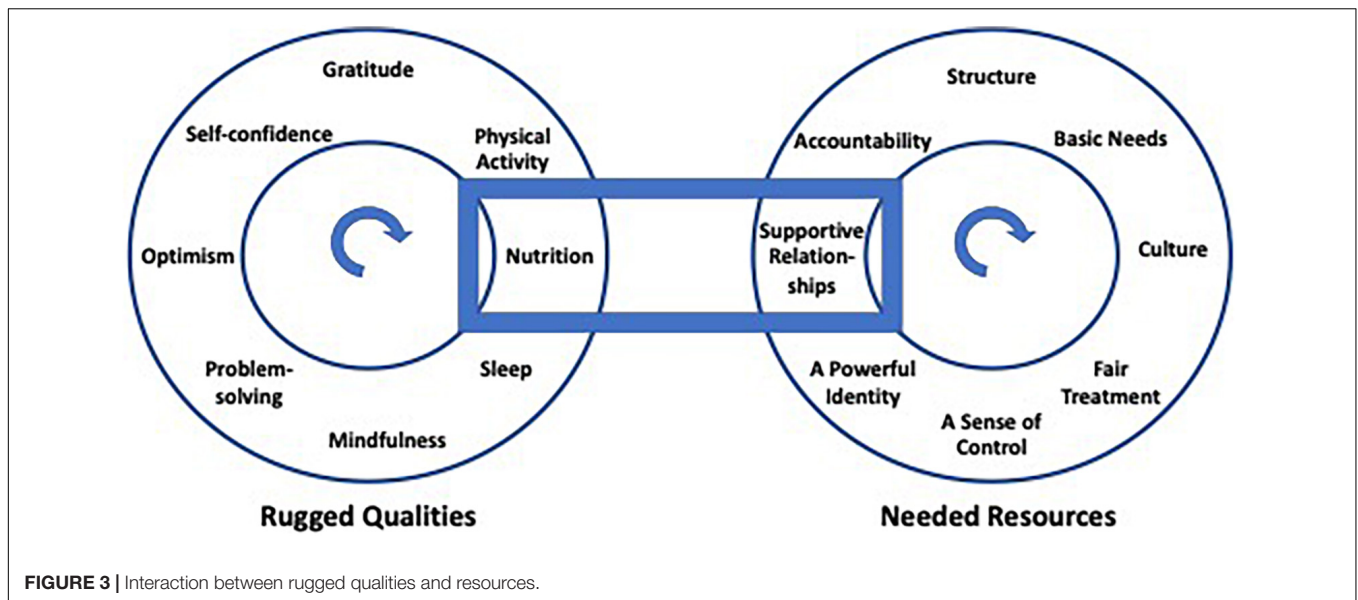 Gratitude
Self-confidence
Physical
Activity
Optimism
Nutrition
Problem-
solving
Sleep
Mindfulness
Rugged Qualities
Structure
Accountability
Basic Needs
Supportive
Relation-
ships
Culture
A Powerful
Identity
Fair
Treatment
A Sense of
Control
Needed Resources
FIGURE 3 | Interaction between rugged qualities and resources.